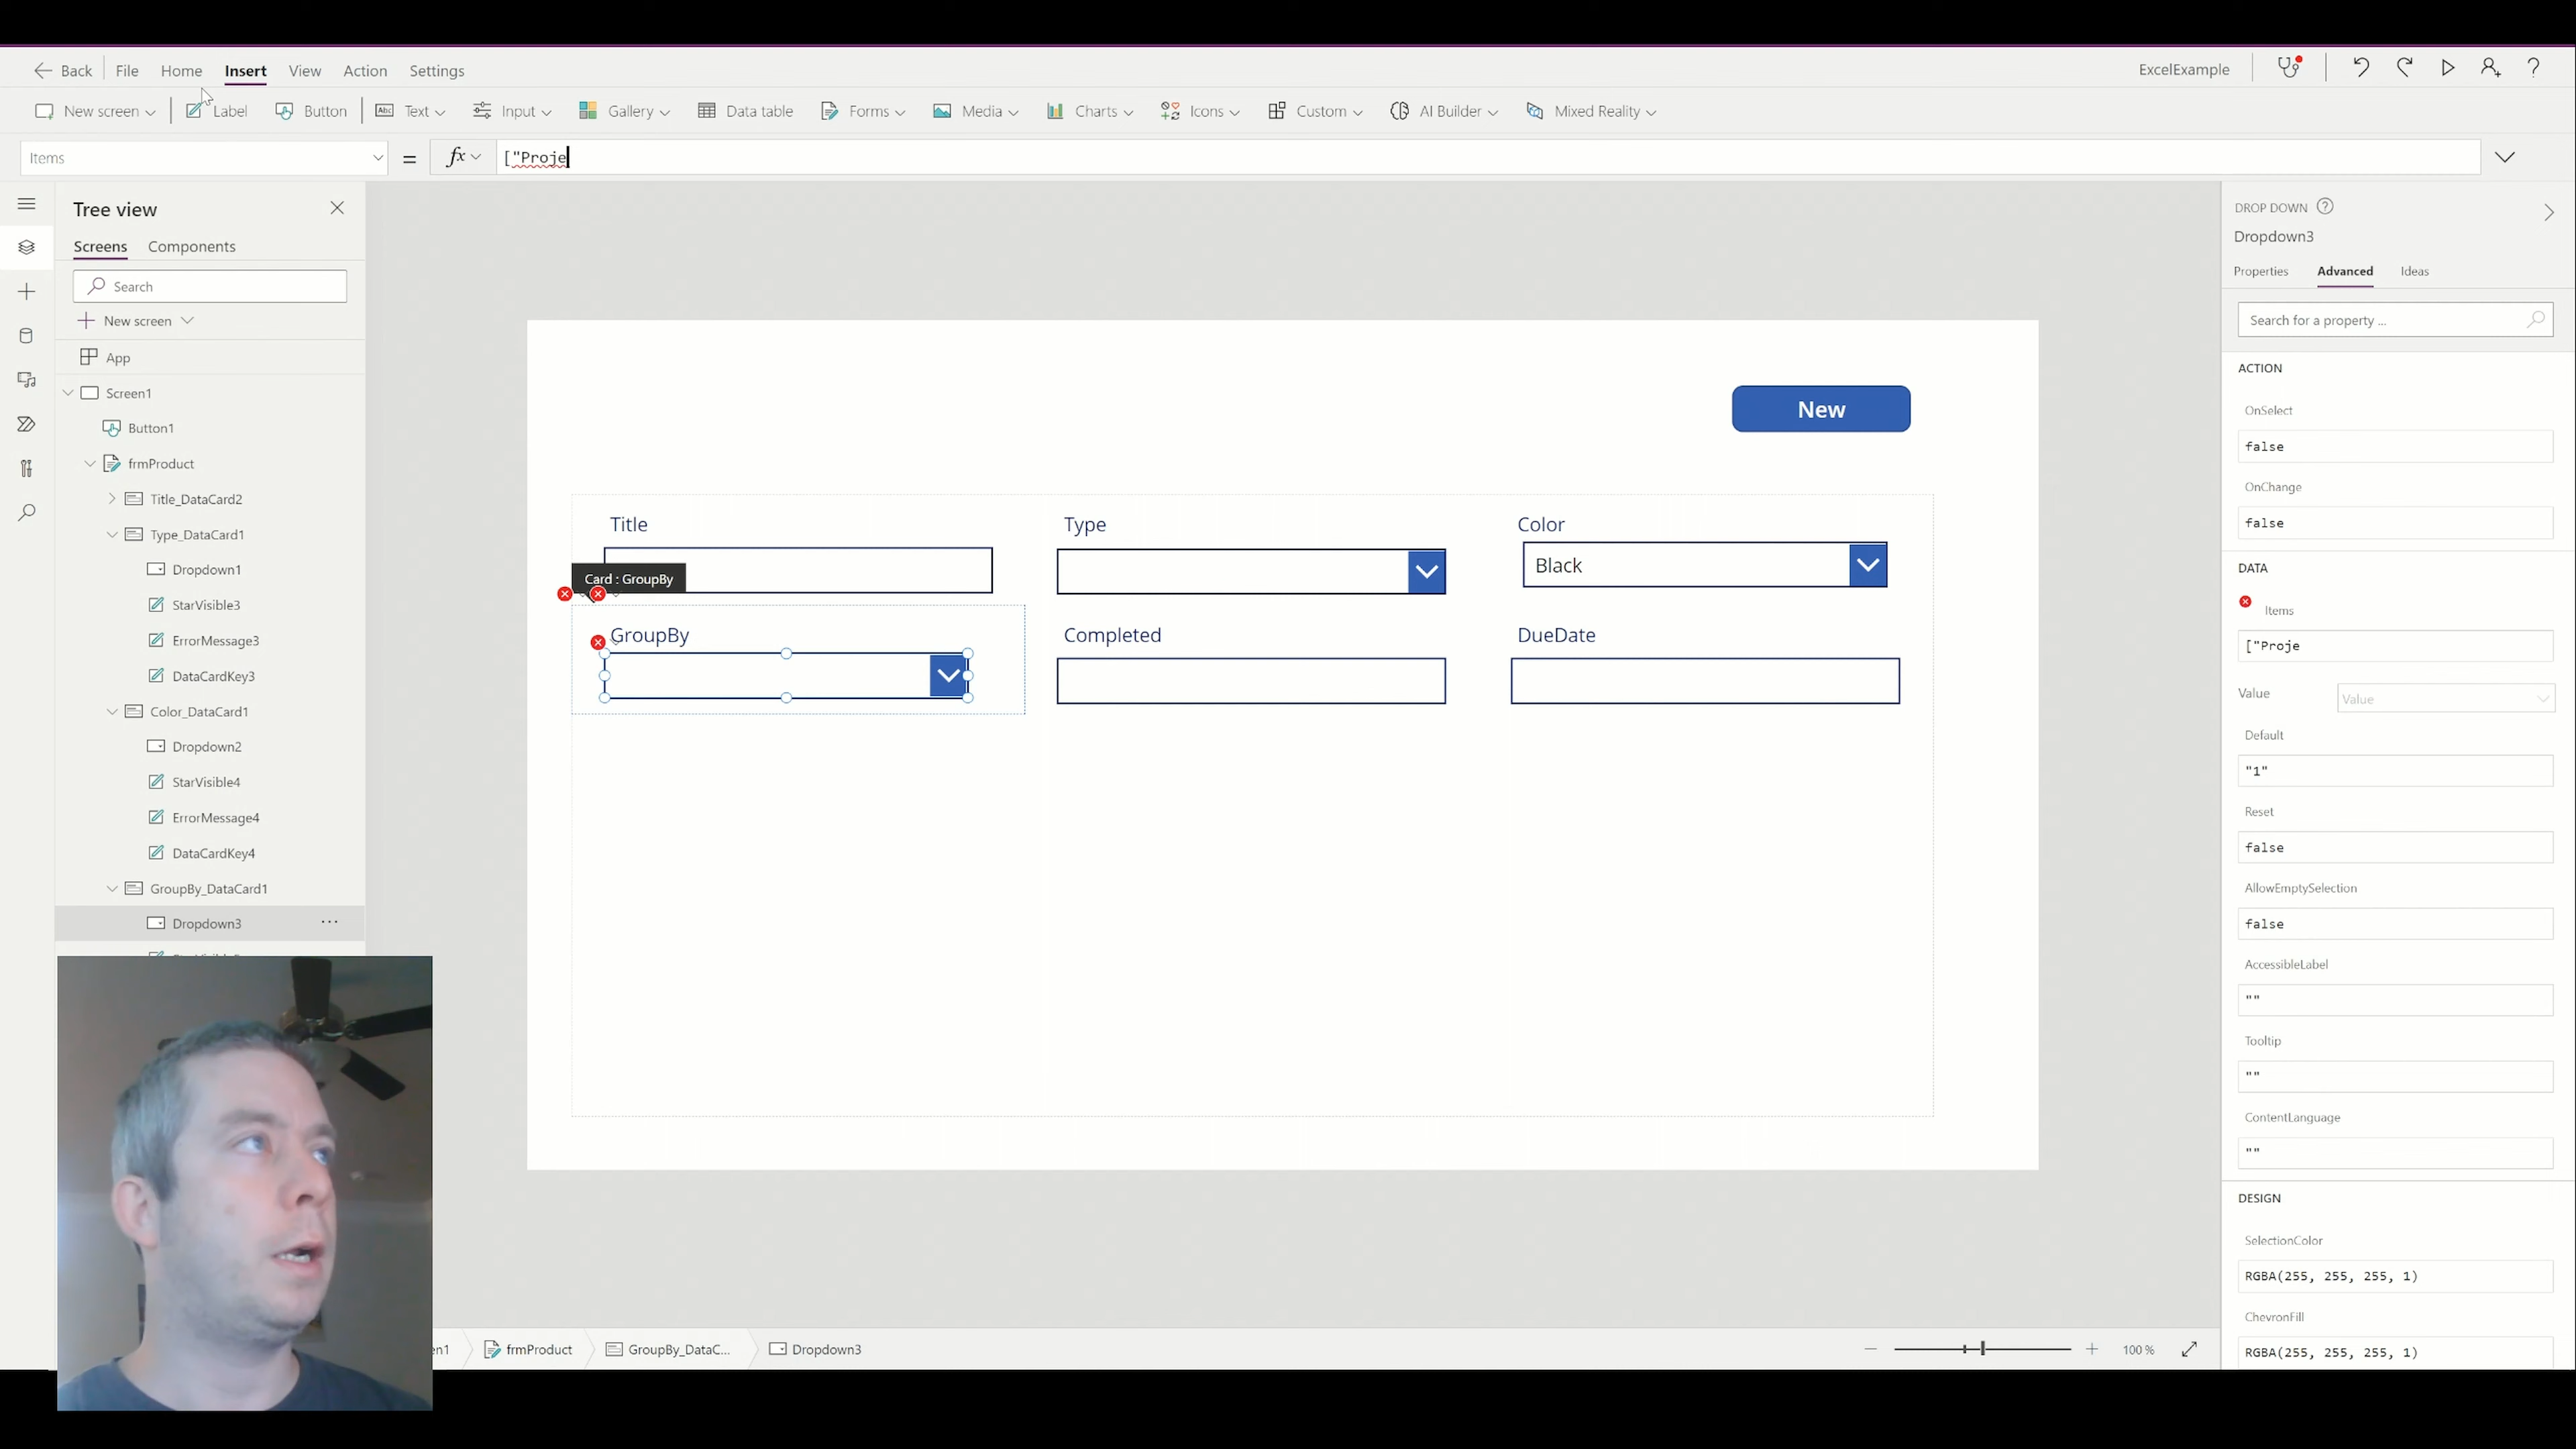 Back File Home Insert View Action Settings ExcelExample
New screen Label Button Text Input Gallery Data table Forms Media Charts Icons Custom AI Builder Mixed Reality
Items = fx ["Proje
Tree view
Screens Components
Search
New screen
App
Screen1
Button1
frmProduct
Title_DataCard2
Type_DataCard1
Dropdown1
StarVisible3
ErrorMessage3
DataCardKey3
Color_DataCard1
Dropdown2
StarVisible4
ErrorMessage4
DataCardKey4
GroupBy_DataCard1
Dropdown3
New
Title Type Color
Card : GroupBy
Black
GroupBy Completed DueDate
frmProduct GroupBy_DataC... Dropdown3
100 %
DROP DOWN
Dropdown3
Properties Advanced Ideas
Search for a property ...
ACTION
OnSelect
false
OnChange
false
DATA
Items
["Proje
Value Value
Default
"1"
Reset
false
AllowEmptySelection
false
AccessibleLabel
""
Tooltip
""
ContentLanguage
""
DESIGN
SelectionColor
RGBA(255, 255, 255, 1)
ChevronFill
RGBA(255, 255, 255, 1)